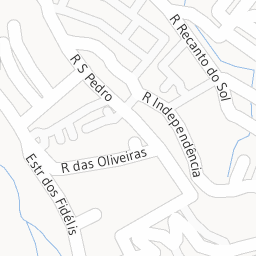 R Recanto do Sol
R S Pedro
R Independência
R das Oliveiras
Estr dos Fidélis